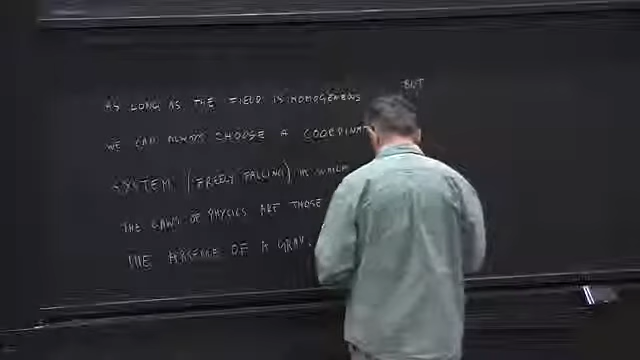 BUT
AS LONG AS THE FIELD IS HOMOGENEOUS
WE CAN ALWAYS CHOOSE A COORDINAT
SYSTEM (FREELY FALLING) IN WHICH
THE LAWS OF PHYSICS ARE THOSE
THE ABSENCE OF A GRAV.